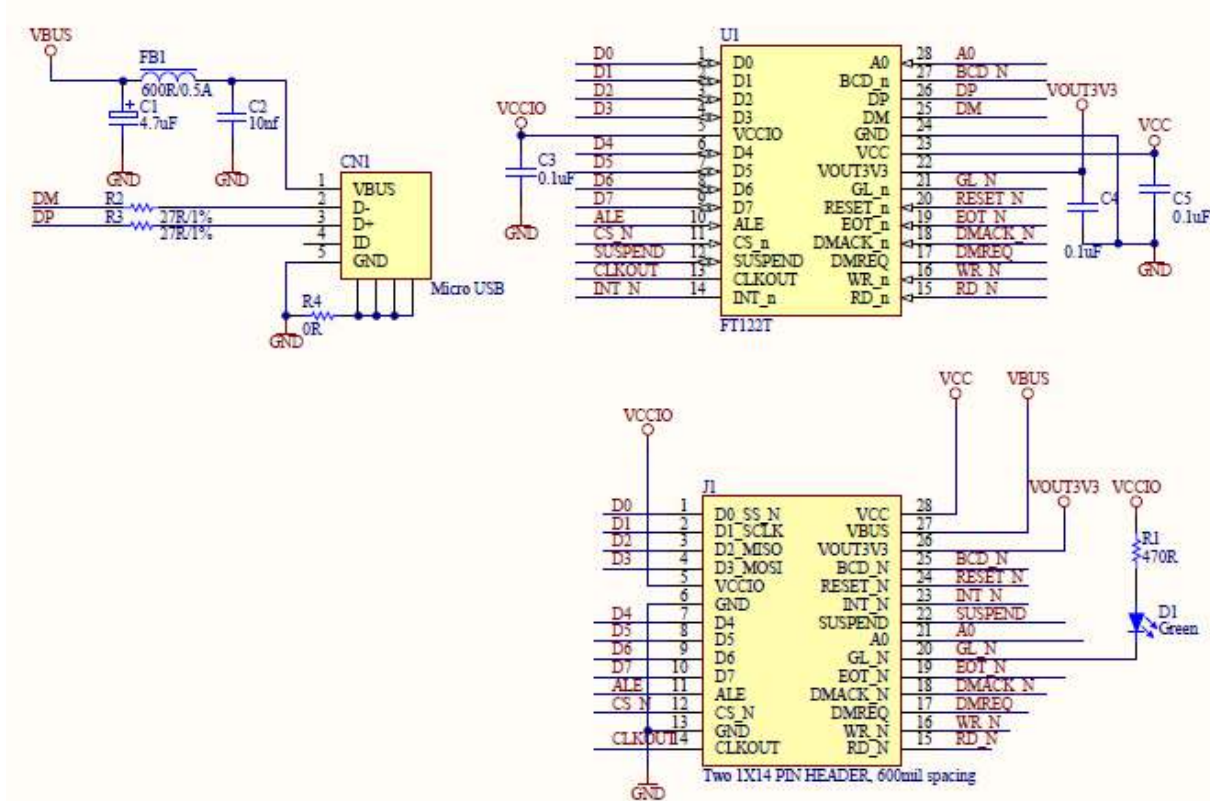 VBUS
FB1
600R/0.5A
C1
4.7uF
C2
10nf
GND
GND
CN1
DM
DP
R2
R3
27R/1%
27R/1%
1 VBUS
2 D-
3 D+
4 ID
5 GND
Micro USB
R4
0R
GND
U1
D0 1 D0
D1 2 D1
D2 3 D2
D3 4 D3
VCCIO
5 VCCIO
D4 6 D4
D5 7 D5
D6 8 D6
D7 9 D7
ALE 10 ALE
CS_N 11 CS_n
SUSPEND 12 SUSPEND
CLKOUT 13 CLKOUT
INT_N 14 INT_n
C3
0.1uF
GND
A0 28 A0
BCD_n 27 BCD_N
DP 26 DP
DM 25 DM
GND 24
VCC 23
VOUT3V3 22
GL_n 21 GL_N
RESET_n 20 RESET_N
EOT_n 19 EOT_N
DMACK_n 18 DMACK_N
DMREQ 17 DMREQ
WR_n 16 WR_N
RD_n 15 RD_N
FT122T
VOUT3V3
VCC
C4
0.1uF
C5
0.1uF
GND
VCCIO
VCC
VBUS
VOUT3V3
VCCIO
J1
D0 1 D0_SS_N
D1 2 D1_SCLK
D2 3 D2_MISO
D3 4 D3_MOSI
5 VCCIO
6 GND
D4 7 D4
D5 8 D5
D6 9 D6
D7 10 D7
ALE 11 ALE
CS_N 12 CS_N
13 GND
CLKOUT 14 CLKOUT
VCC 28
VBUS 27
VOUT3V3 26
BCD_N 25 BCD_N
RESET_N 24 RESET_N
INT_N 23 INT_N
SUSPEND 22 SUSPEND
A0 21 A0
GL_N 20 GL_N
EOT_N 19 EOT_N
DMACK_N 18 DMACK_N
DMREQ 17 DMREQ
WR_N 16 WR_N
RD_N 15 RD_N
R1
470R
D1
Green
Two 1X14 PIN HEADER, 600mil spacing
GND